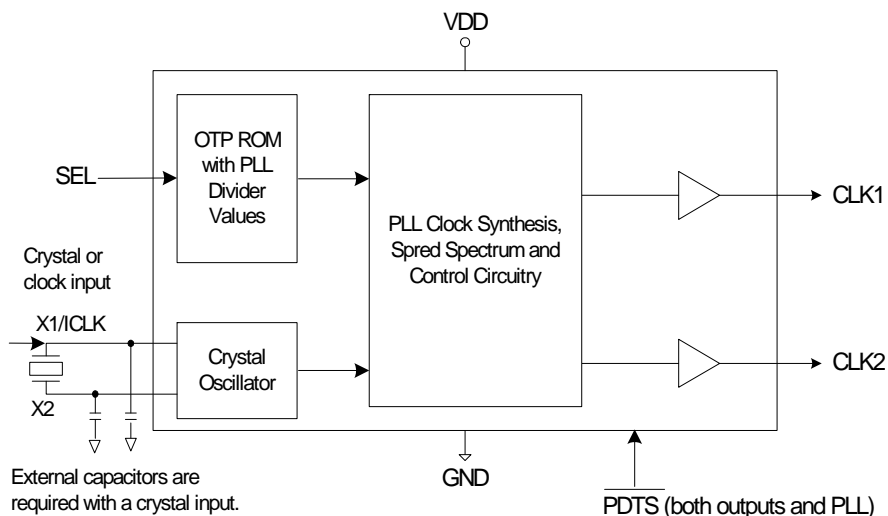 VDD
OTP ROM
with PLL
Divider
Values
SEL
CLK1
PLL Clock Synthesis,
Spred Spectrum and
Control Circuitry
Crystal or
clock input
X1/ICLK
Crystal
Oscillator
CLK2
X2
GND
External capacitors are
required with a crystal input.
PDTS (both outputs and PLL)